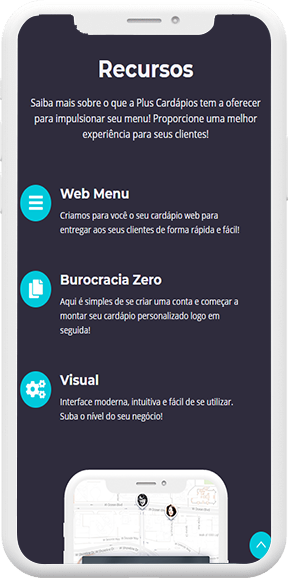 Recursos
Saiba mais sobre o que a Plus Cardápios tem a oferecer
para impulsionar seu menu! Proporcione uma melhor
experiência para seus clientes!
Web Menu
Criamos para você o seu cardápio web para
entregar aos seus clientes de forma rápida e fácil!
Burocracia Zero
Aqui é simples de se criar uma conta e começar a
montar seu cardápio personalizado logo em
seguida!
Visual
Interface moderna, intuitiva e fácil de se utilizar.
Suba o nível do seu negócio!